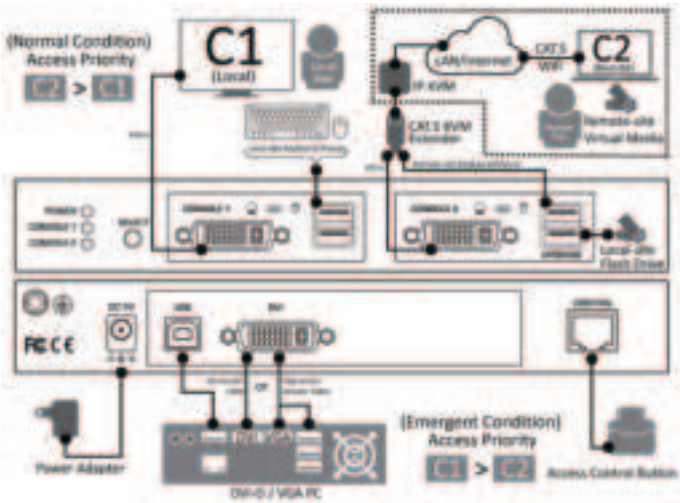 (Normal Condition)
Access Priority
C2 > C1
C1
(Local)
LAN/Internet
CAT.5
WiFi
C2
IP KVM
CAT.5 KVM
Extender
Remote-site
Virtual Media
POWER
CONSOLE 1
CONSOLE 2
SELECT
CONSOLE 1
CONSOLE 2
Local-site
Flash Drive
DC 5V
USB
DVI
FC CE
or
DVI
VGA
Power Adapter
DVI-D / VGA PC
(Emergent Condition)
Access Priority
C1 > C2
Access Control Button